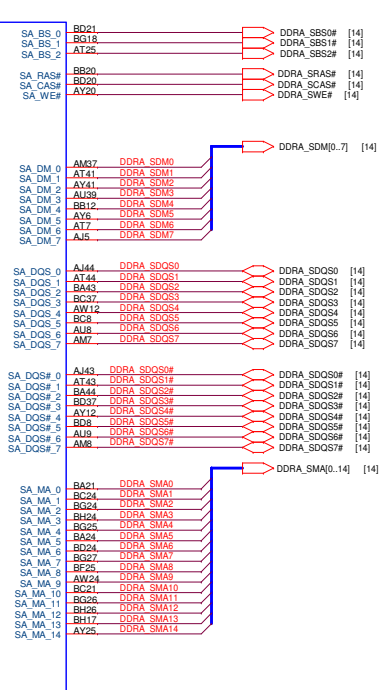 SA_BS_0 BD21 DDRA_SBS0# [14]
SA_BS_1 BG18 DDRA_SBS1# [14]
SA_BS_2 AT25 DDRA_SBS2# [14]
SA_RAS# BB20 DDRA_SRAS# [14]
SA_CAS# BD20 DDRA_SCAS# [14]
SA_WE# AY20 DDRA_SWE# [14]
DDRA_SDM[0..7] [14]
SA_DM_0 AM37 DDRA_SDM0
SA_DM_1 AT41 DDRA_SDM1
SA_DM_2 AY41 DDRA_SDM2
SA_DM_3 AU39 DDRA_SDM3
SA_DM_4 BB12 DDRA_SDM4
SA_DM_5 AY6 DDRA_SDM5
SA_DM_6 AT7 DDRA_SDM6
SA_DM_7 AJ5 DDRA_SDM7
SA_DQS_0 AJ44 DDRA_SDQS0 DDRA_SDQS0 [14]
SA_DQS_1 AT44 DDRA_SDQS1 DDRA_SDQS1 [14]
SA_DQS_2 BA43 DDRA_SDQS2 DDRA_SDQS2 [14]
SA_DQS_3 BC37 DDRA_SDQS3 DDRA_SDQS3 [14]
SA_DQS_4 AW12 DDRA_SDQS4 DDRA_SDQS4 [14]
SA_DQS_5 BC8 DDRA_SDQS5 DDRA_SDQS5 [14]
SA_DQS_6 AU8 DDRA_SDQS6 DDRA_SDQS6 [14]
SA_DQS_7 AM7 DDRA_SDQS7 DDRA_SDQS7 [14]
SA_DQS#_0 AJ43 DDRA_SDQS0# DDRA_SDQS0# [14]
SA_DQS#_1 AT43 DDRA_SDQS1# DDRA_SDQS1# [14]
SA_DQS#_2 BA44 DDRA_SDQS2# DDRA_SDQS2# [14]
SA_DQS#_3 BD37 DDRA_SDQS3# DDRA_SDQS3# [14]
SA_DQS#_4 AY12 DDRA_SDQS4# DDRA_SDQS4# [14]
SA_DQS#_5 BD8 DDRA_SDQS5# DDRA_SDQS5# [14]
SA_DQS#_6 AU9 DDRA_SDQS6# DDRA_SDQS6# [14]
SA_DQS#_7 AM8 DDRA_SDQS7# DDRA_SDQS7# [14]
DDRA_SMA[0..14] [14]
SA_MA_0 BA21 DDRA_SMA0
SA_MA_1 BC24 DDRA_SMA1
SA_MA_2 BG24 DDRA_SMA2
SA_MA_3 BH24 DDRA_SMA3
SA_MA_4 BG25 DDRA_SMA4
SA_MA_5 BA24 DDRA_SMA5
SA_MA_6 BD24 DDRA_SMA6
SA_MA_7 BG27 DDRA_SMA7
SA_MA_8 BF25 DDRA_SMA8
SA_MA_9 AW24 DDRA_SMA9
SA_MA_10 BC21 DDRA_SMA10
SA_MA_11 BG26 DDRA_SMA11
SA_MA_12 BH26 DDRA_SMA12
SA_MA_13 BH17 DDRA_SMA13
SA_MA_14 AY25 DDRA_SMA14